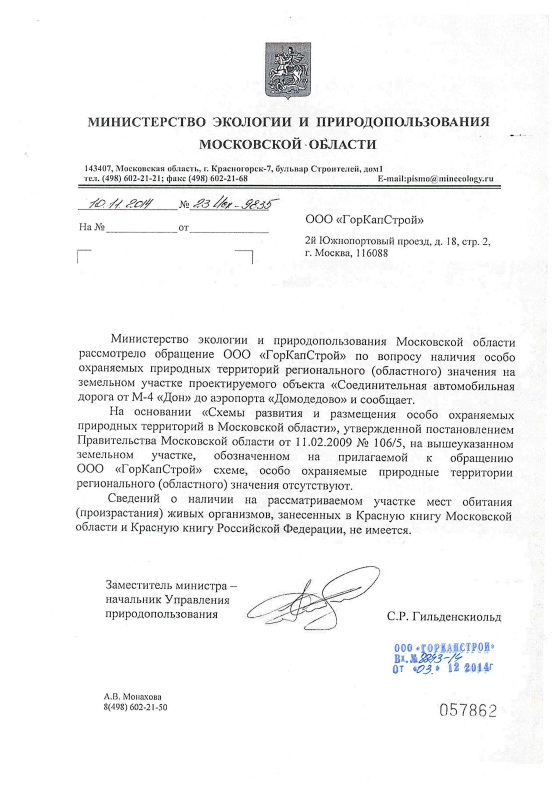 МИНИСТЕРСТВО ЭКОЛОГИИ И ПРИРОДОПОЛЬЗОВАНИЯ
МОСКОВСКОЙ ОБЛАСТИ
143407, Московская область, г. Красногорск-7, бульвар Строителей, дом1
тел. (498) 602-21-21; факс (498) 602-21-68 E-mail:pismo@minecology.ru
10.11.2014 № 23Исх-9235
На № от
ООО «ГорКапСтрой»
2й Южнопортовый проезд, д. 18, стр. 2,
г. Москва, 116088
Министерство экологии и природопользования Московской области
рассмотрело обращение ООО «ГорКапСтрой» по вопросу наличия особо
охраняемых природных территорий регионального (областного) значения на
земельном участке проектируемого объекта «Соединительная автомобильная
дорога от М-4 «Дон» до аэропорта «Домодедово» и сообщает.
На основании «Схемы развития и размещения особо охраняемых
природных территорий в Московской области», утвержденной постановлением
Правительства Московской области от 11.02.2009 № 106/5, на вышеуказанном
земельном участке, обозначенном на прилагаемой к обращению
ООО «ГорКапСтрой» схеме, особо охраняемые природные территории
регионального (областного) значения отсутствуют.
Сведений о наличии на рассматриваемом участке мест обитания
(произрастания) живых организмов, занесенных в Красную книгу Московской
области и Красную книгу Российской Федерации, не имеется.
Заместитель министра –
начальник Управления
природопользования
С.Р. Гильденскиольд
ООО «ГОРКАПСТРОЙ»
Вх.№
ОТ «03» 12 2014г
А.В. Монахова
8(498) 602-21-50
057862